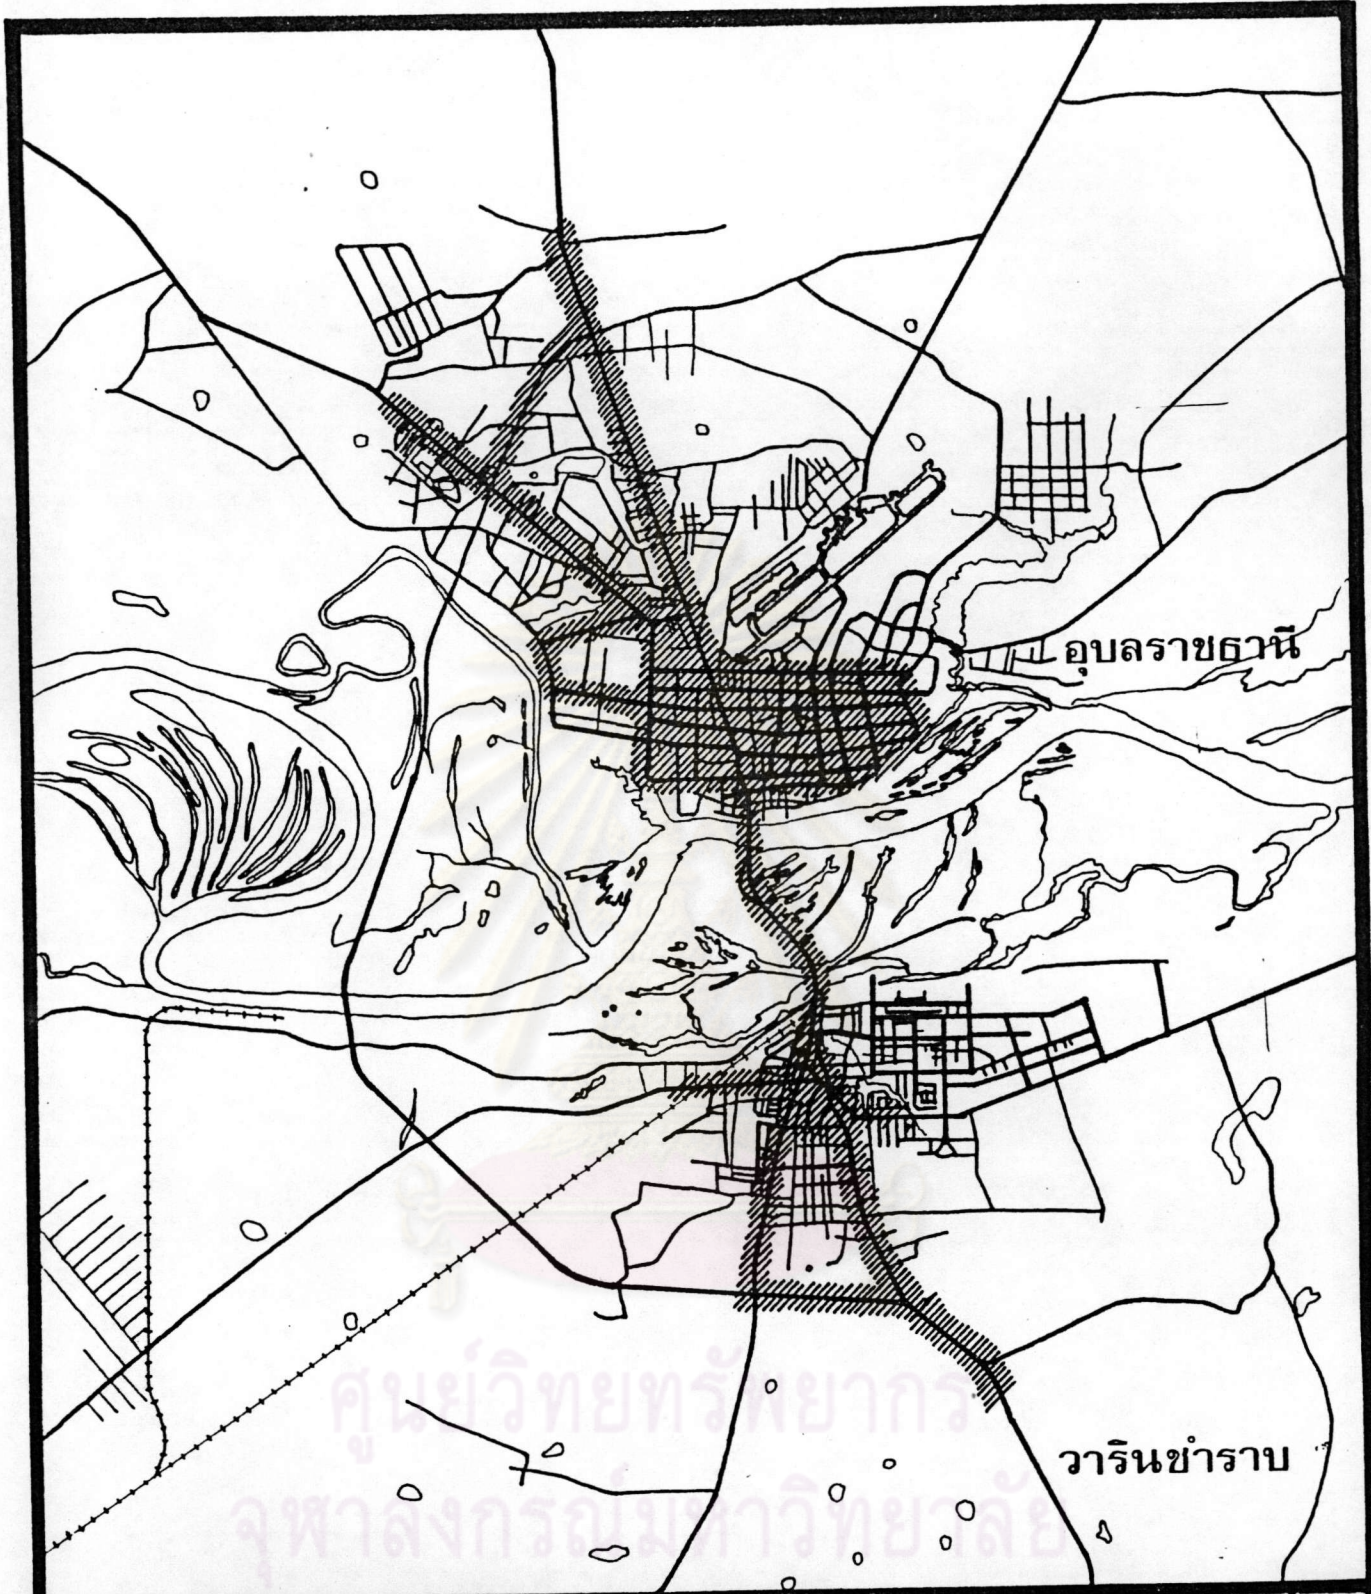 อุบลราชธานี
วารินชำราบ
ศูนย์วิทยทรัพยากร
จุฬาลงกรณ์มหาวิทยาลัย